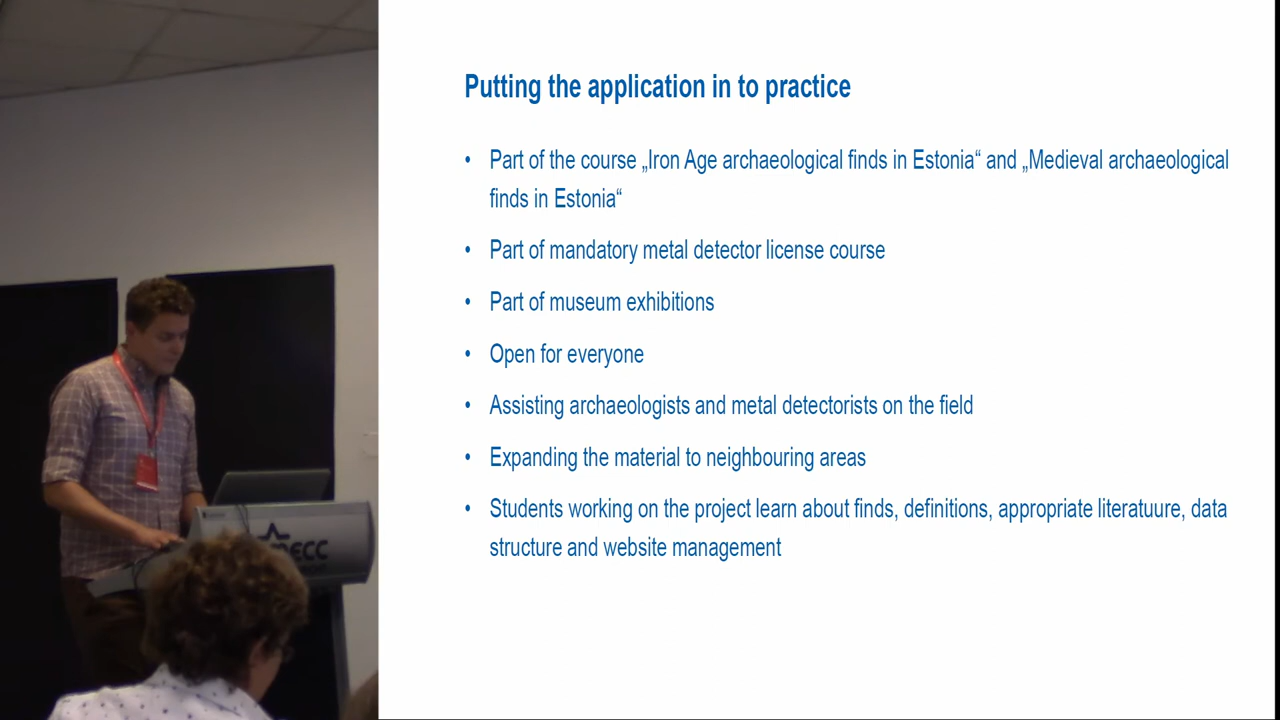 Putting the application in to practice
• Part of the course „Iron Age archaeological finds in Estonia“ and „Medieval archaeological
finds in Estonia“
• Part of mandatory metal detector license course
• Part of museum exhibitions
• Open for everyone
• Assisting archaeologists and metal detectorists on the field
• Expanding the material to neighbouring areas
• Students working on the project learn about finds, definitions, appropriate literatuure, data
structure and website management
MECC